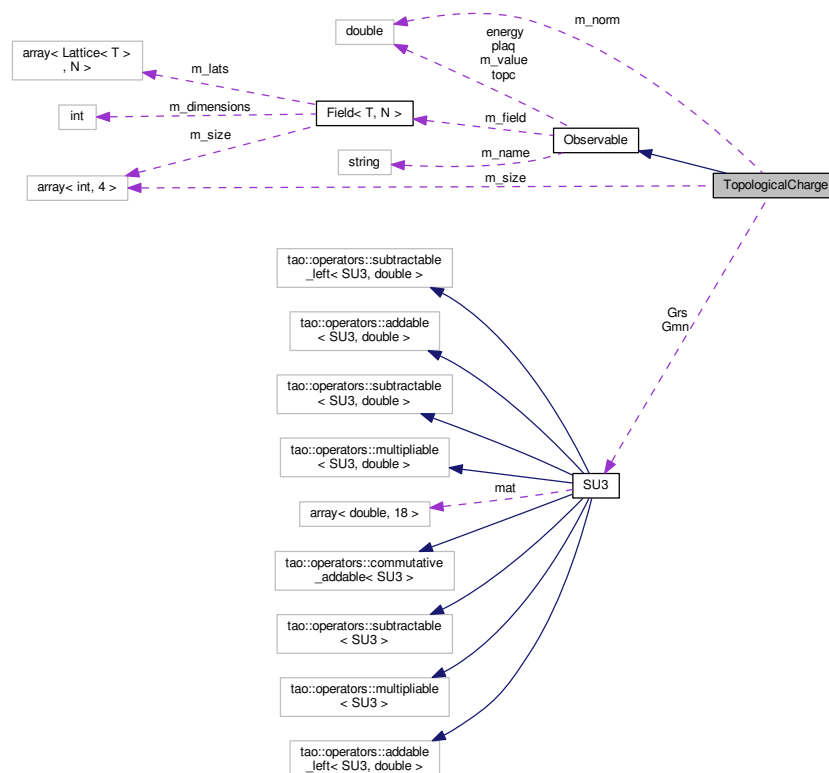 m_norm
double
energy
plaq
m_value
topc
array< Lattice< T >
, N >
m_lats
int
m_dimensions
Field< T, N >
m_field
Observable
m_size
string
m_name
array< int, 4 >
m_size
TopologicalCharge
tao::operators::subtractable
_left< SU3, double >
Grs
Gmn
tao::operators::addable
< SU3, double >
tao::operators::subtractable
< SU3, double >
tao::operators::multipliable
< SU3, double >
mat
SU3
array< double, 18 >
tao::operators::commutative
_addable< SU3 >
tao::operators::subtractable
< SU3 >
tao::operators::multipliable
< SU3 >
tao::operators::addable
_left< SU3, double >